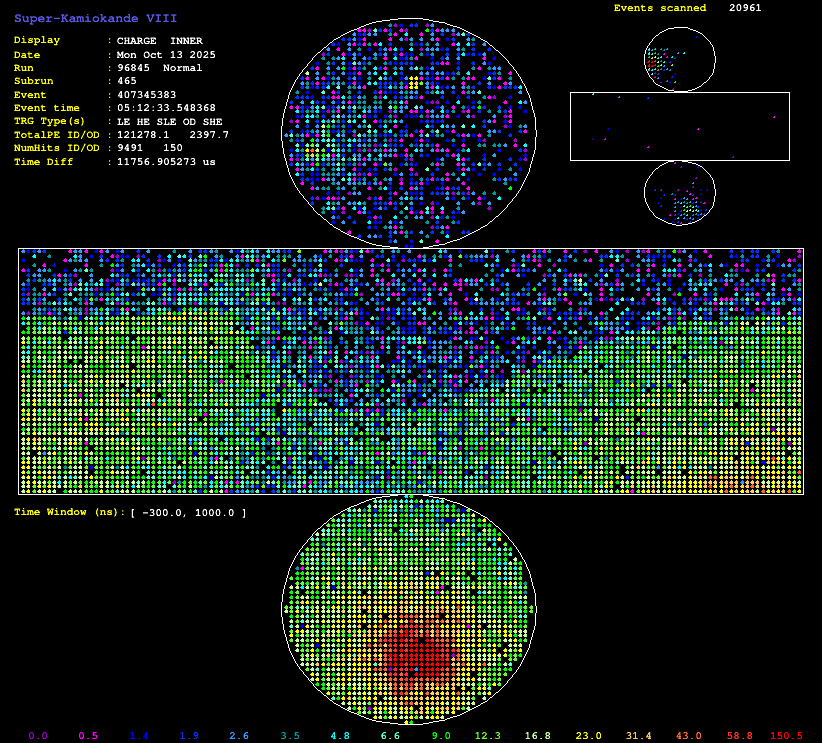 Super-Kamiokande VIII
Display : CHARGE INNER
Date : Mon Oct 13 2025
Run : 96845 Normal
Subrun : 465
Event : 407345383
Event time : 05:12:33.548368
TRG Type(s) : LE HE SLE OD SHE
TotalPE ID/OD : 121278.1 2397.7
NumHits ID/OD : 9491 150
Time Diff : 11756.905273 us
Events scanned 20961
Time Window (ns): [ -300.0, 1000.0 ]
0.0 0.5 1.4 1.9 2.6 3.5 4.8 6.6 9.0 12.3 16.8 23.0 31.4 43.0 58.8 150.5